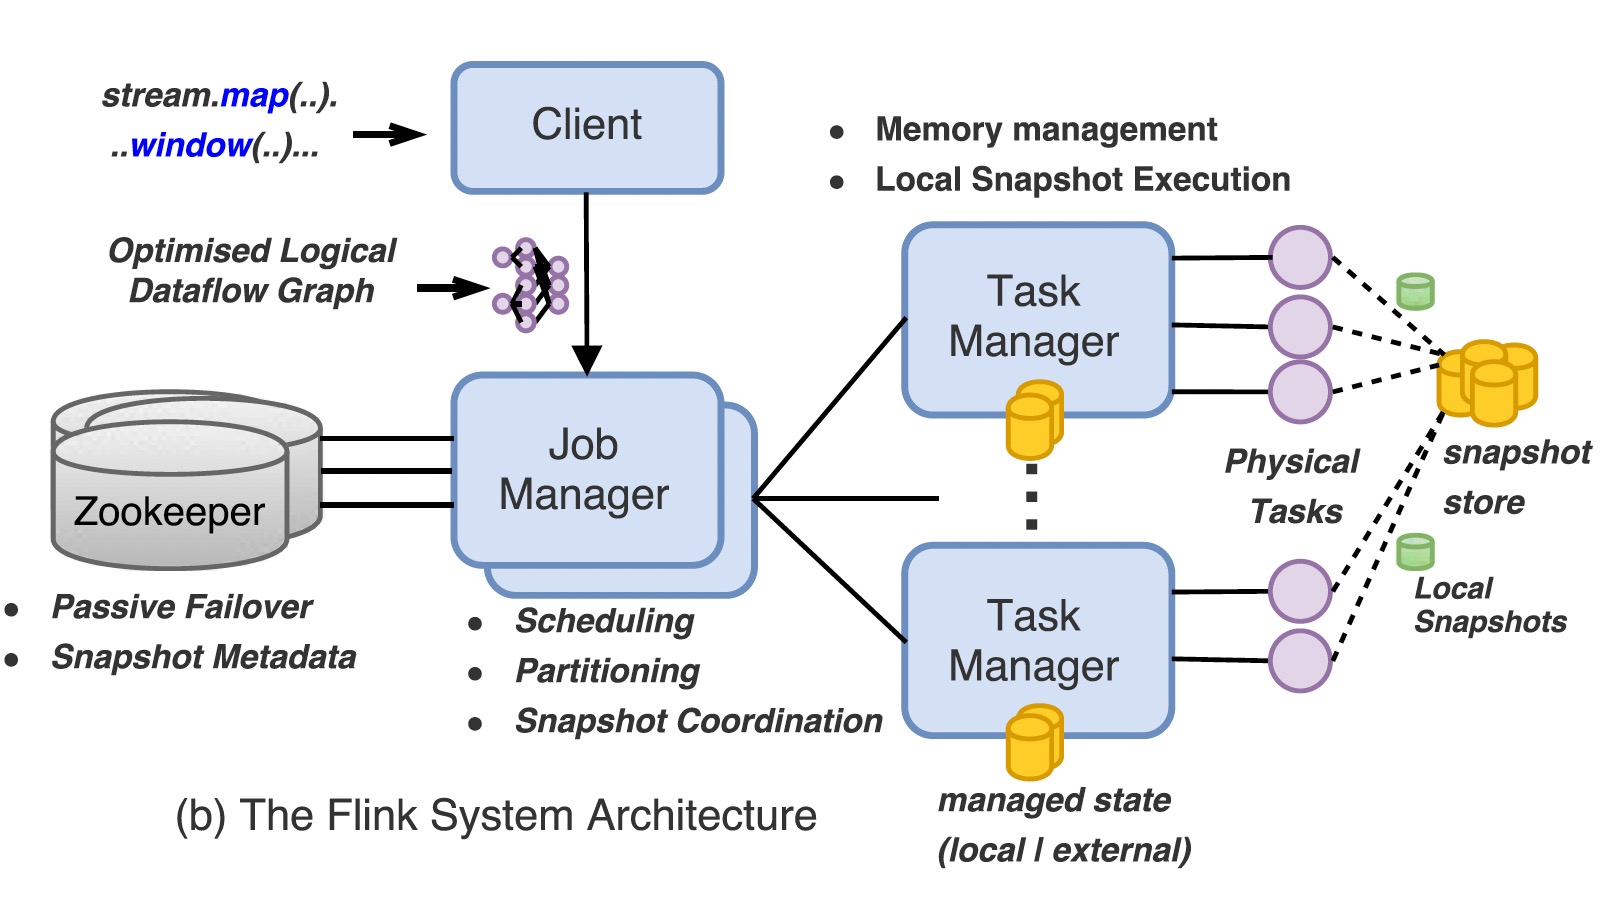 stream.map(..).
..window(..)...
Client
Optimised Logical
Dataflow Graph
Zookeeper
● Passive Failover
● Snapshot Metadata
Job
Manager
● Scheduling
● Partitioning
● Snapshot Coordination
● Memory management
● Local Snapshot Execution
Task
Manager
Physical
Tasks
snapshot
store
Task
Manager
Local
Snapshots
managed state
(local | external)
(b) The Flink System Architecture